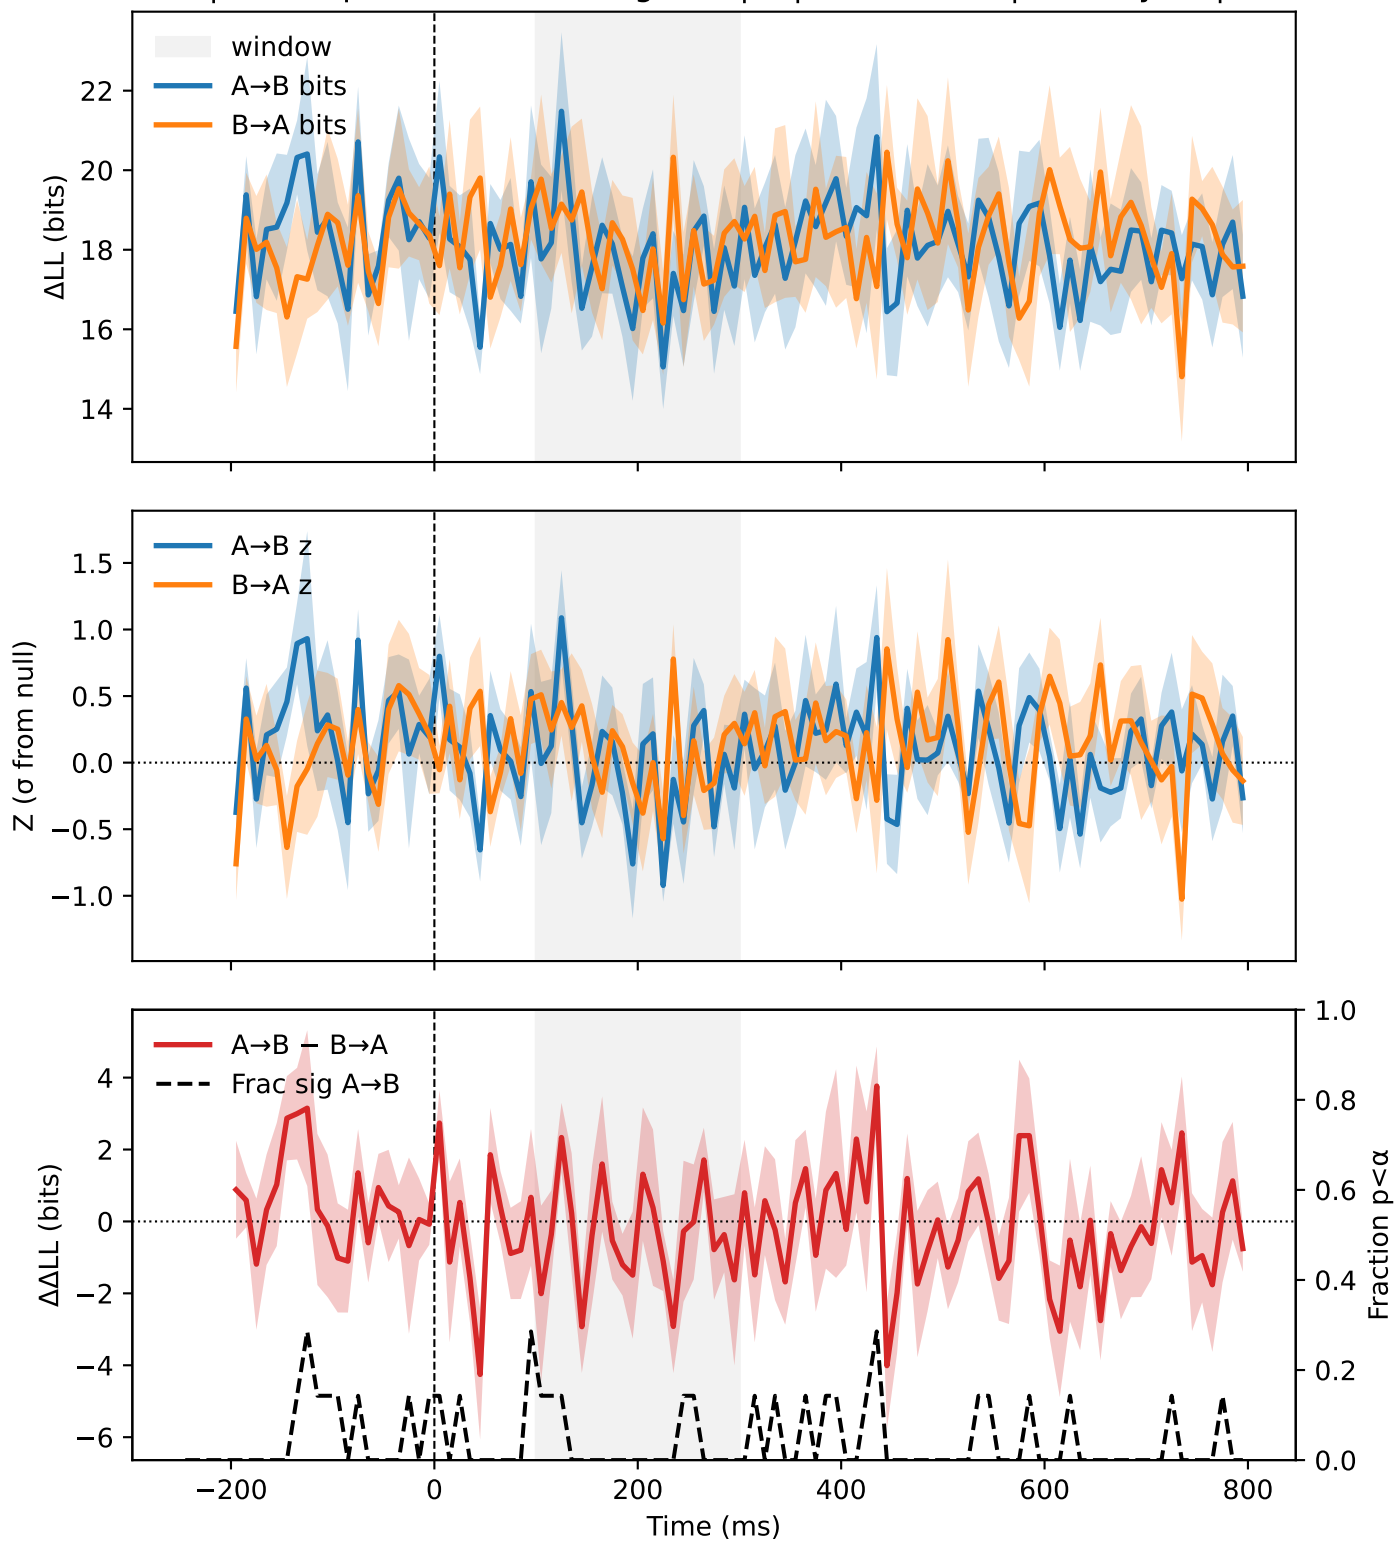 window
A→B bits
B→A bits
22
20
18
16
14
ΔLL (bits)
A→B z
B→A z
1.5
1.0
0.5
0.0
−0.5
−1.0
Z (σ from null)
A→B − B→A
Frac sig A→B
4
2
0
−2
−4
−6
ΔΔLL (bits)
1.0
0.8
0.6
0.4
0.2
0.0
Fraction p<α
−200 0 200 400 600 800
Time (ms)